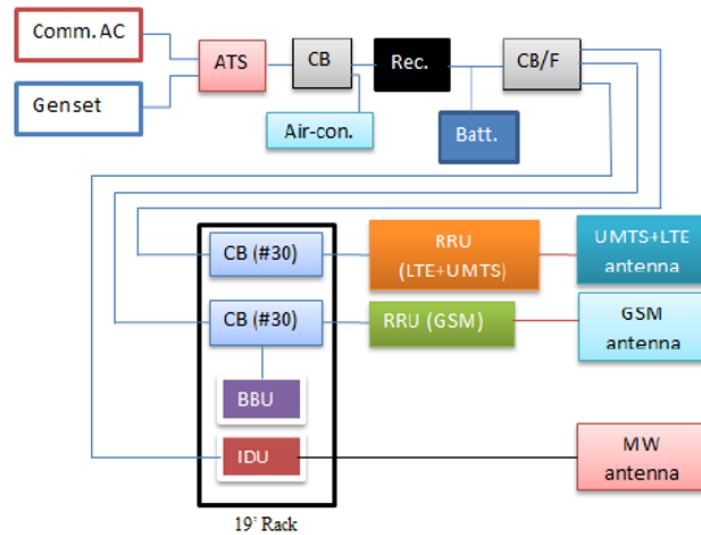 Comm. AC
Genset
ATS
CB
Rec.
CB/F
Air-con.
Batt.
CB (#30)
RRU
(LTE+UMTS)
UMTS+LTE
antenna
CB (#30)
RRU (GSM)
GSM
antenna
BBU
IDU
MW
antenna
19' Rack